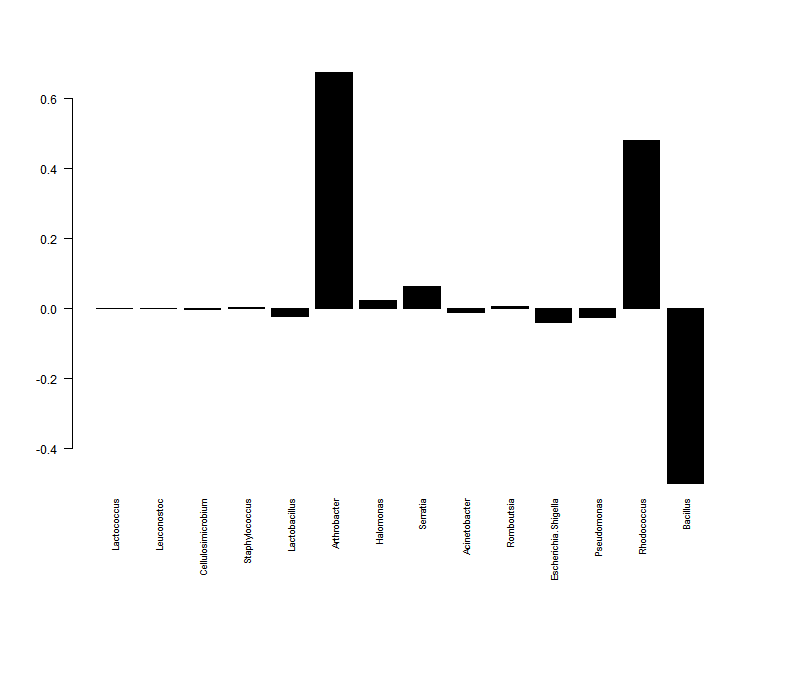 0.6
0.4
0.2
0.0
-0.2
-0.4
Lactococcus
Leuconostoc
Cellulosimicrobium
Staphylococcus
Lactobacillus
Arthrobacter
Halomonas
Serratia
Acinetobacter
Romboutsia
Escherichia.Shigella
Pseudomonas
Rhodococcus
Bacillus